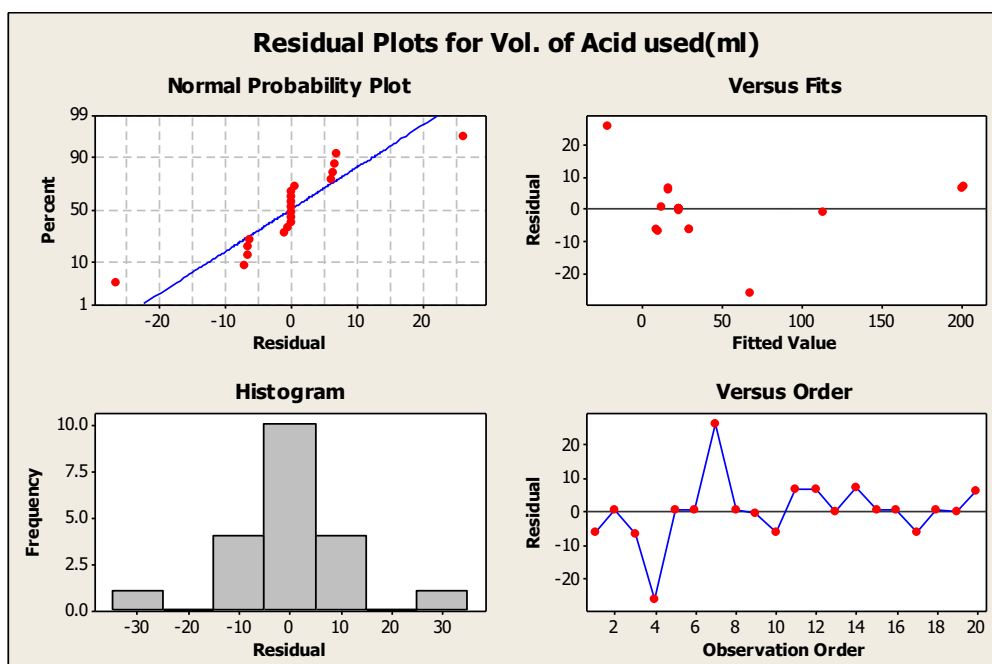 Residual Plots for Vol. of Acid used(ml)
Normal Probability Plot
Percent
99
90
50
10
1
-20 -10 0 10 20
Residual
Versus Fits
Residual
20
10
0
-10
-20
0 50 100 150 200
Fitted Value
Histogram
Frequency
10.0
7.5
5.0
2.5
0.0
-30 -20 -10 0 10 20 30
Residual
Versus Order
Residual
20
10
0
-10
-20
2 4 6 8 10 12 14 16 18 20
Observation Order